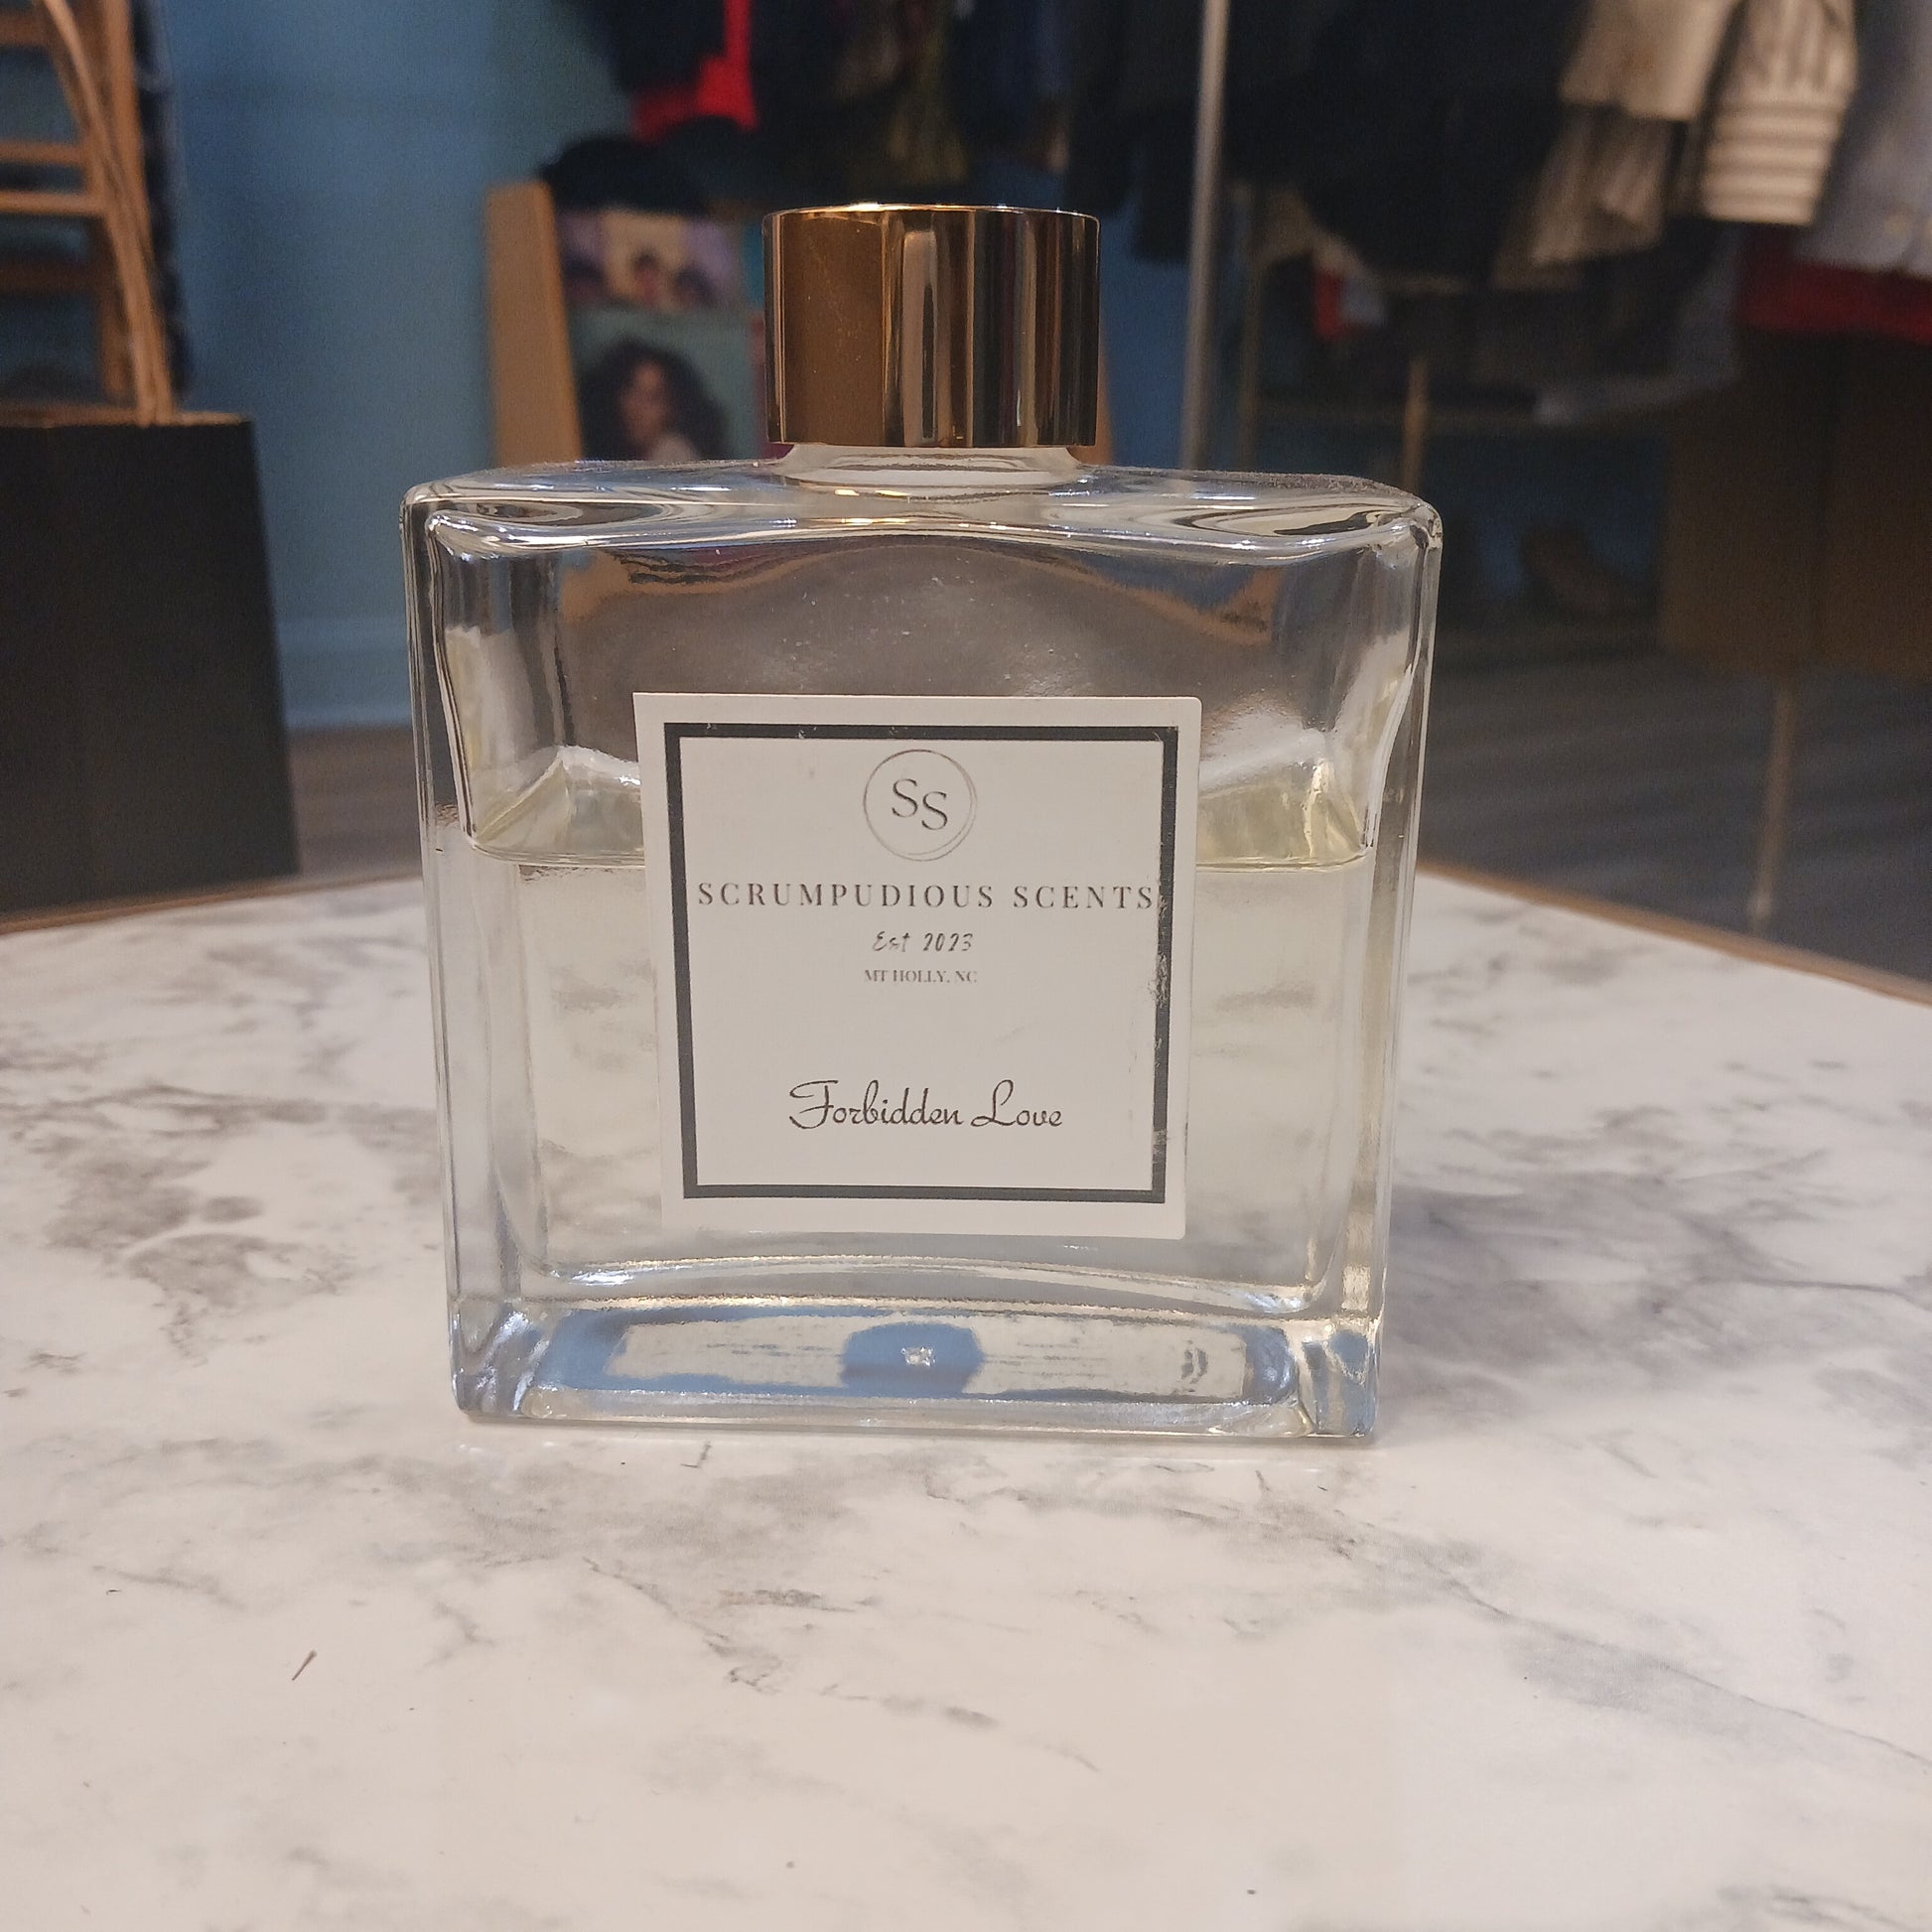 SS
SCRUMPUDIOUS SCENTS
Est 2023
MT HOLLY, NC
Forbidden Love